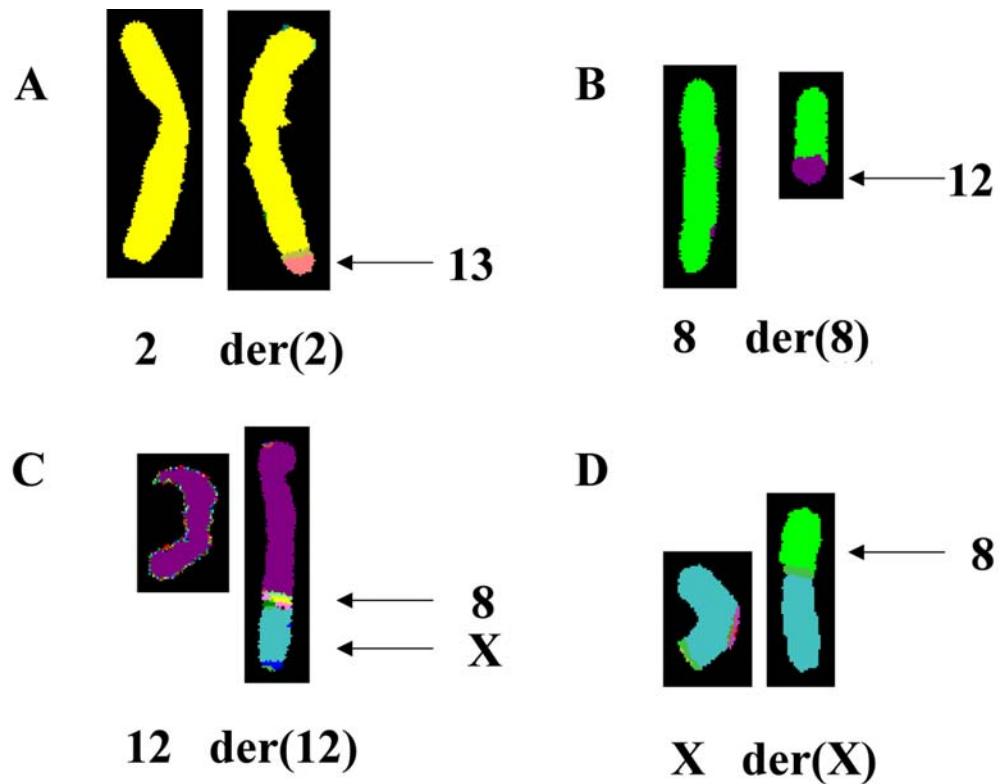 A
13
2 der(2)
B
12
8 der(8)
C
8
X
12 der(12)
D
8
X der(X)